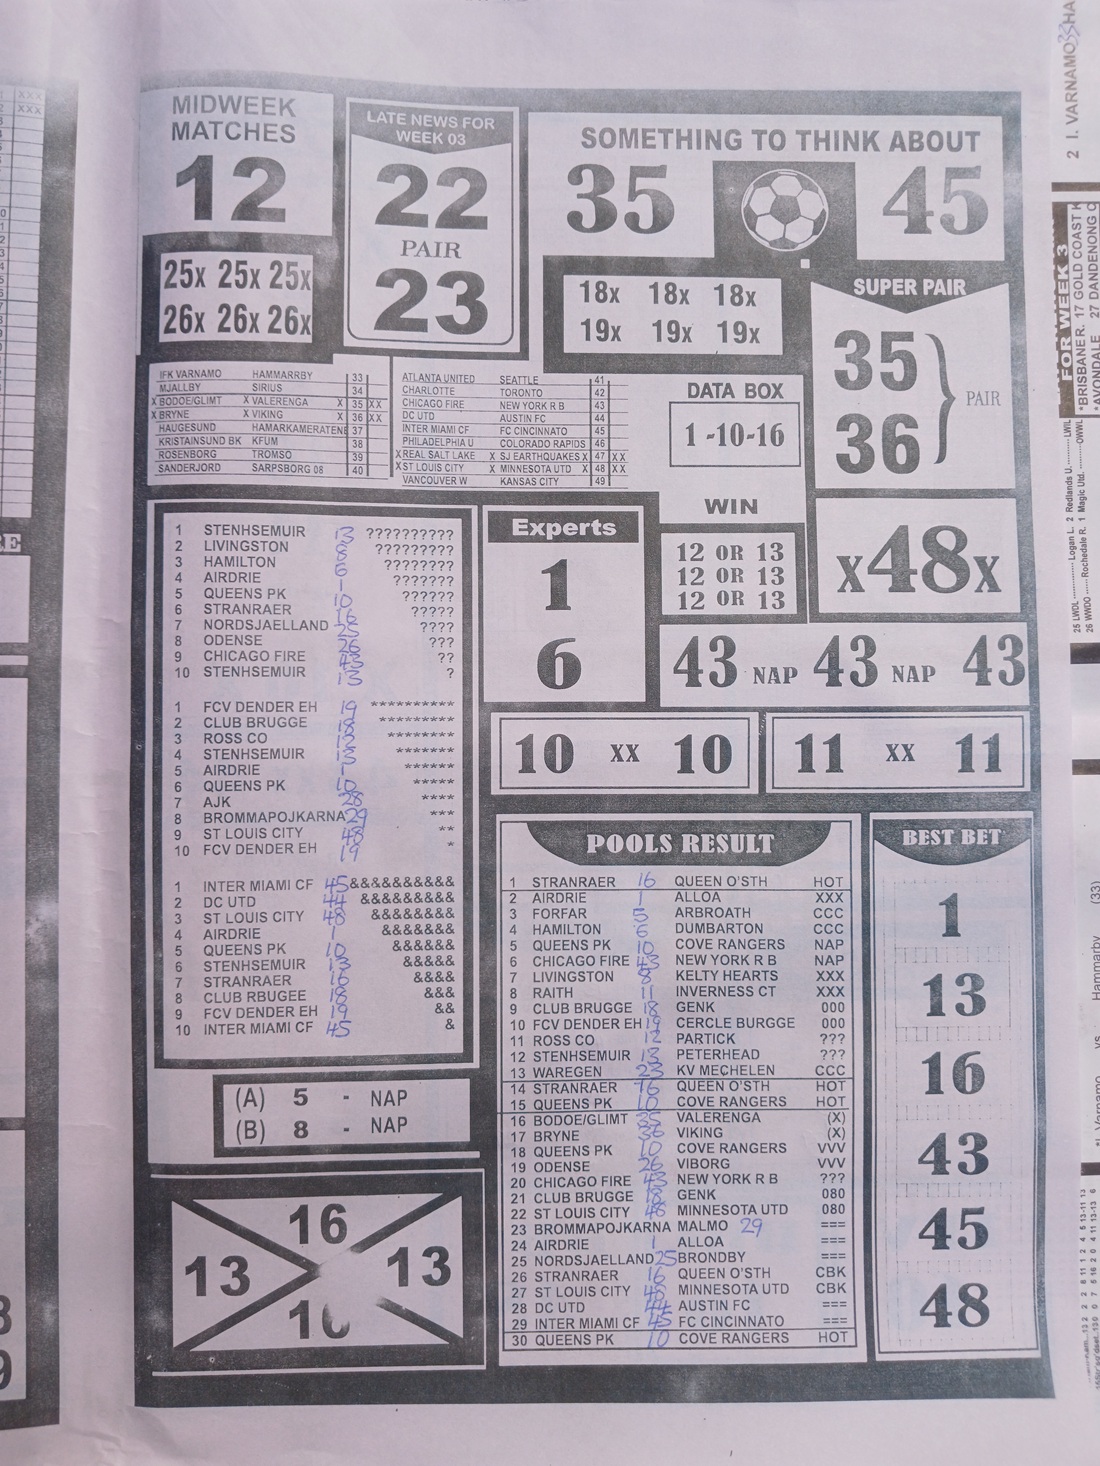 MIDWEEK
MATCHES
12
25x 25x 25x
26x 26x 26x
LATE NEWS FOR
WEEK 03
22
PAIR
23
SOMETHING TO THINK ABOUT
35 45
18x 18x 18x
19x 19x 19x
SUPER PAIR
35
36
PAIR
IFK VARNAMO HAMMARRBY 33
MJALLBY SIRIUS 34
X BODOE/GLIMT X VALERENGA X 35 XX
X BRYNE X VIKING X 36 XX
HAUGESUND HAMARKAMERATENE 37
KRISTAINSUND BK KFUM 38
ROSENBORG TROMSO 39
SANDERJORD SARPSBORG 08 40
ATLANTA UNITED SEATTLE 41
CHARLOTTE TORONTO 42
CHICAGO FIRE NEW YORK R B 43
DC UTD AUSTIN FC 44
INTER MIAMI CF FC CINCINNATO 45
PHILADELPHIA U COLORADO RAPIDS 46
X REAL SALT LAKE X SJ EARTHQUAKES X 47 XX
X ST LOUIS CITY X MINNESOTA UTD X 48 XX
VANCOUVER W KANSAS CITY 49
DATA BOX
1 -10-16
WIN
12 OR 13
12 OR 13
12 OR 13
x48x
1 STENHSEMUIR 13 ??????????
2 LIVINGSTON 8 ?????????
3 HAMILTON 6 ????????
4 AIRDRIE 1 ???????
5 QUEENS PK 10 ??????
6 STRANRAER 16 ?????
7 NORDSJAELLAND 25 ????
8 ODENSE 26 ???
9 CHICAGO FIRE 43 ??
10 STENHSEMUIR 13 ?
1 FCV DENDER EH 19 **********
2 CLUB BRUGGE 18 *********
3 ROSS CO ********
4 STENHSEMUIR 13 *******
5 AIRDRIE 1 ******
6 QUEENS PK 10 *****
7 AJK 28 ****
8 BROMMAPOJKARNA 29 ***
9 ST LOUIS CITY 48 **
10 FCV DENDER EH 19 *
1 INTER MIAMI CF 45 &&&&&&&&&&
2 DC UTD 44 &&&&&&&&&
3 ST LOUIS CITY 48 &&&&&&&&
4 AIRDRIE 1 &&&&&&&
5 QUEENS PK 10 &&&&&&
6 STENHSEMUIR 13 &&&&&
7 STRANRAER 16 &&&&
8 CLUB RBUGEE 18 &&&
9 FCV DENDER EH 19 &&
10 INTER MIAMI CF 45 &
Experts
1
6
43 NAP 43 NAP 43
10 xx 10
11 xx 11
(A) 5 - NAP
(B) 8 - NAP
16
13 13
POOLS RESULT
1 STRANRAER 16 QUEEN O'STH HOT
2 AIRDRIE 1 ALLOA XXX
3 FORFAR 5 ARBROATH CCC
4 HAMILTON 6 DUMBARTON CCC
5 QUEENS PK 10 COVE RANGERS NAP
6 CHICAGO FIRE 43 NEW YORK R B NAP
7 LIVINGSTON 8 KELTY HEARTS XXX
8 RAITH 11 INVERNESS CT XXX
9 CLUB BRUGGE 18 GENK 000
10 FCV DENDER EH 19 CERCLE BURGGE 000
11 ROSS CO 12 PARTICK ???
12 STENHSEMUIR 13 PETERHEAD ???
13 WAREGEN 23 KV MECHELEN CCC
14 STRANRAER 16 QUEEN O'STH HOT
15 QUEENS PK 10 COVE RANGERS HOT
16 BODOE/GLIMT 35 VALERENGA (X)
17 BRYNE 36 VIKING (X)
18 QUEENS PK 10 COVE RANGERS VVV
19 ODENSE 26 VIBORG VVV
20 CHICAGO FIRE 43 NEW YORK R B ???
21 CLUB BRUGGE 18 GENK 080
22 ST LOUIS CITY 48 MINNESOTA UTD 080
23 BROMMAPOJKARNA MALMO 29 ===
24 AIRDRIE 1 ALLOA ===
25 NORDSJAELLAND 25 BRONDBY ===
26 STRANRAER 16 QUEEN O'STH CBK
27 ST LOUIS CITY 48 MINNESOTA UTD CBK
28 DC UTD 44 AUSTIN FC ===
29 INTER MIAMI CF 45 FC CINCINNATO ===
30 QUEENS PK 10 COVE RANGERS HOT
BEST BET
1
13
16
43
45
48
FOR WEEK 3